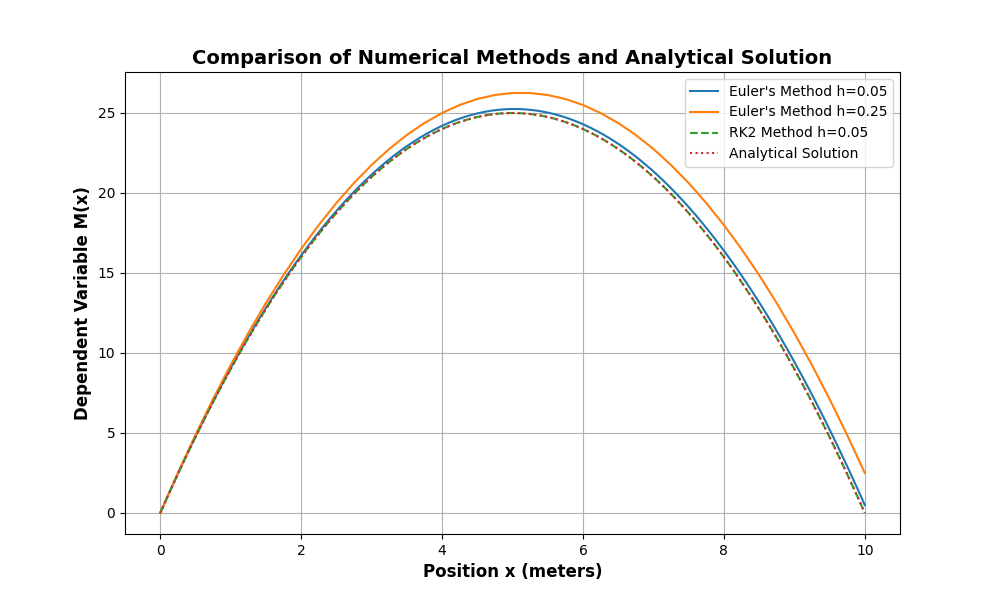 Comparison of Numerical Methods and Analytical Solution
Euler's Method h=0.05
Euler's Method h=0.25
RK2 Method h=0.05
Analytical Solution
Dependent Variable M(x)
25
20
15
10
5
0
0 2 4 6 8 10
Position x (meters)